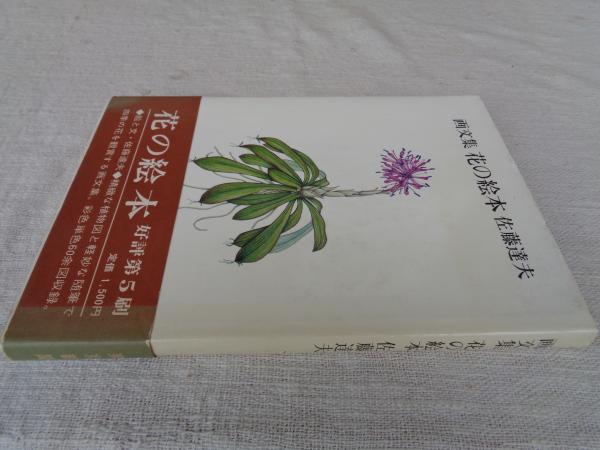 画文集 花の絵本 佐藤達夫
花の絵本 好評第5刷
定価 1,500円
◆絵と文・佐藤達夫◆精緻な植物図と軽妙な随筆で
四季の花を観賞する画文集。彩色・単色60余図収録。
画文集 花の絵本 佐藤達夫